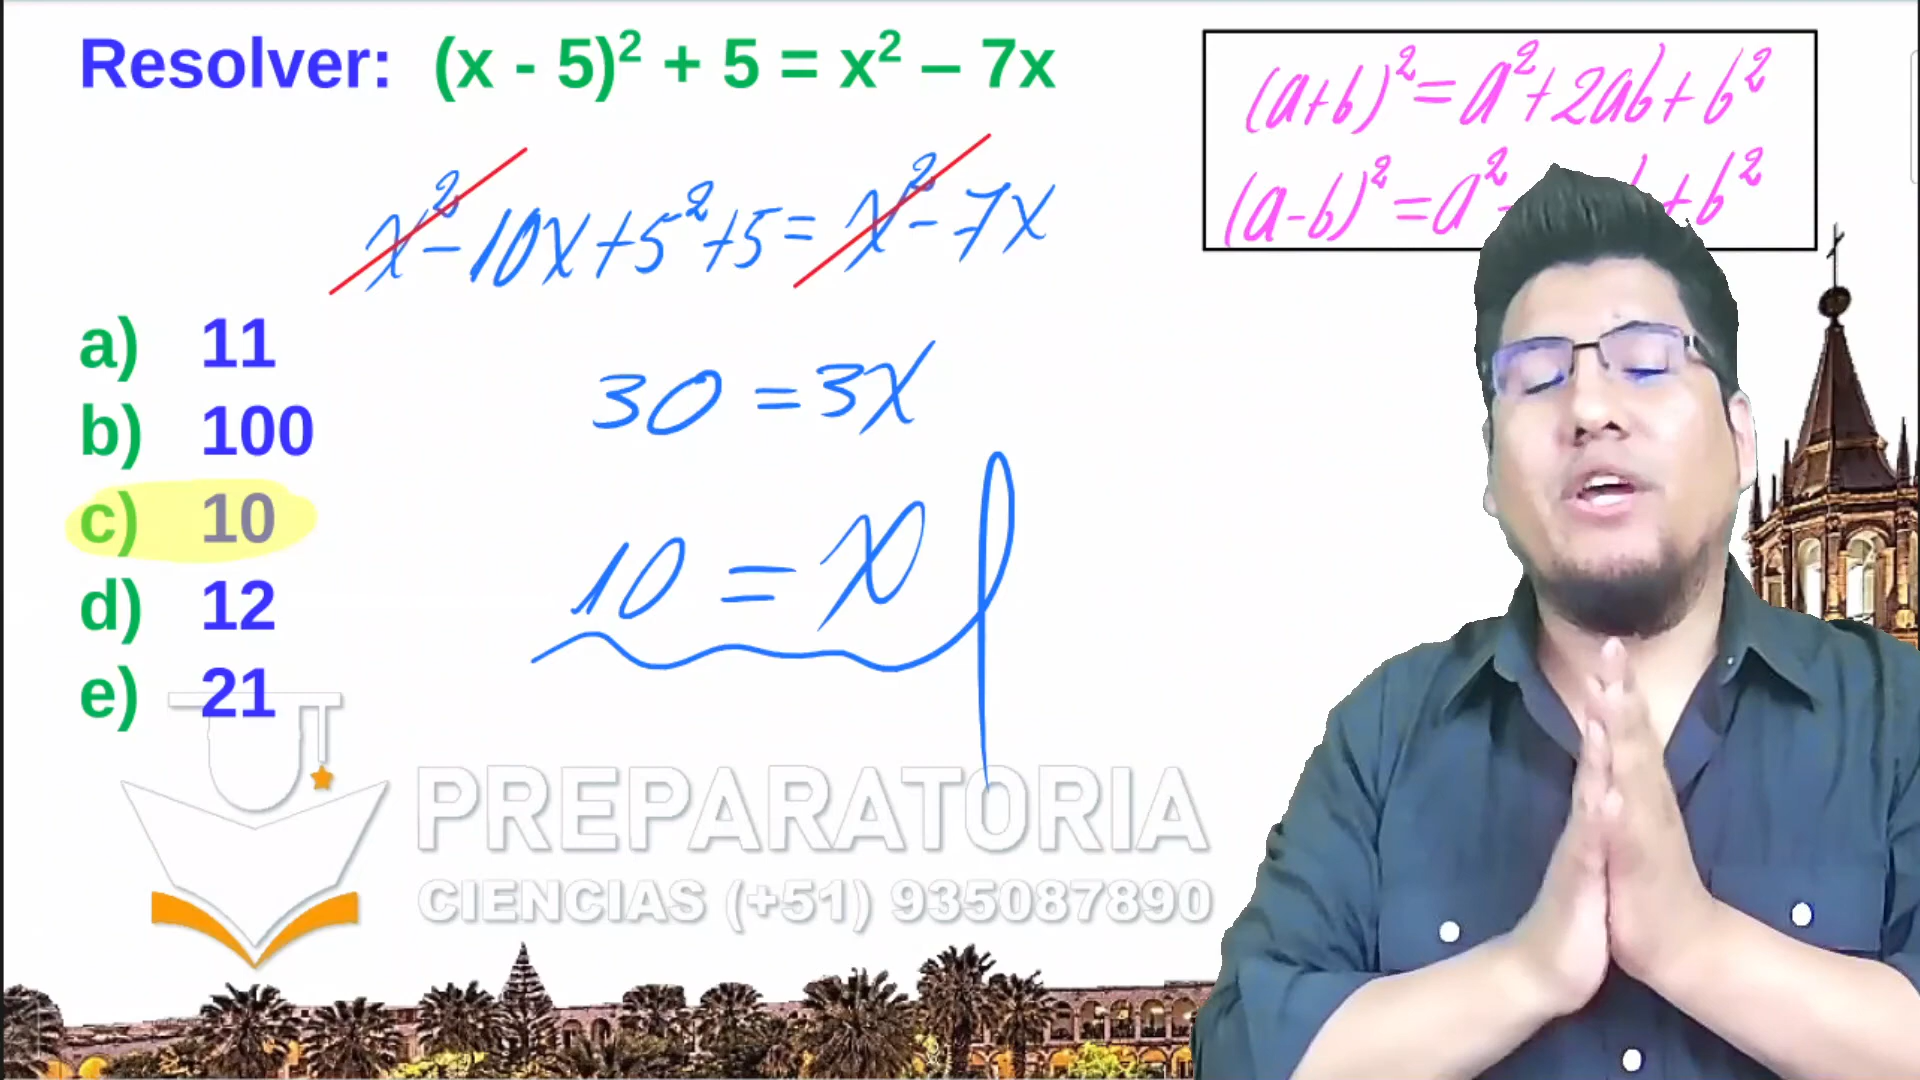 Resolver: (x - 5)² + 5 = x² – 7x
(a+b)² = a² + 2ab + b²
(a-b)² = a² - + b²
x² - 10x + 5² + 5 = x² - 7x
a) 11
b) 100
c) 10
d) 12
e) 21
30 = 3x
10 = x
PREPARATORIA
CIENCIAS (+51) 935087890